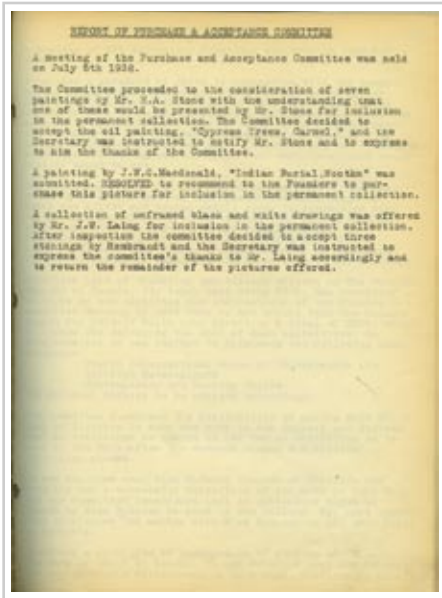 REPORT OF PURCHASE & ACCEPTANCE COMMITTEE
A meeting of the Purchase and Acceptance Committee was held
on July 5th 1938.
The Committee proceeded to the consideration of seven
paintings by Mr. H.A. Stone with the understanding that
one of these would be presented by Mr. Stone for inclusion
in the permanent collection. The Committee decided to
accept the oil painting, "Cypress Trees, Carmel," and the
Secretary was instructed to notify Mr. Stone and to express
to him the thanks of the Committee.
A painting by J.W.G.Macdonald, "Indian Burial,Nootka" was
submitted. RESOLVED to recommend to the Founders to pur-
chase this picture for inclusion in the permanent collection.
A collection of unframed black and white drawings was offered
by Mr. J.W. Laing for inclusion in the permanent collection.
After inspection the committee decided to accept three
etchings by Rembrandt and the Secretary was instructed to
express the committee's thanks to Mr. Laing accordingly and
to return the remainder of the pictures offered.